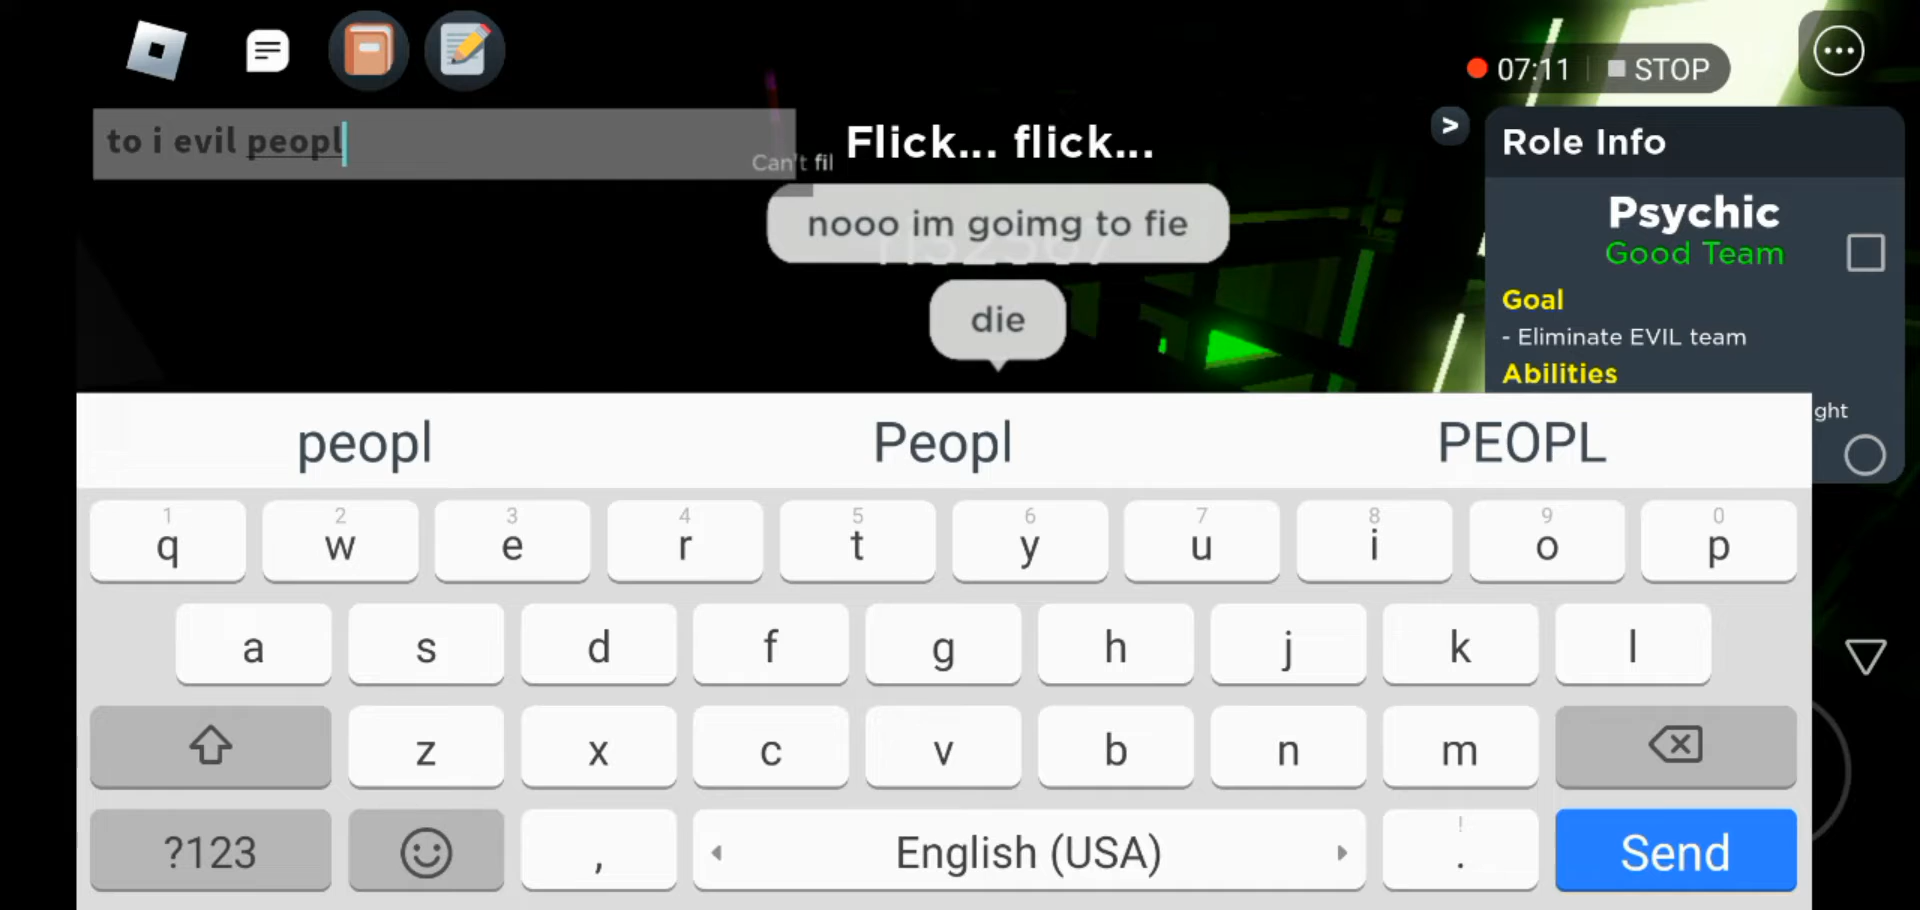 07:11
STOP
to i evil peopl
Can't fil
Flick... flick...
nooo im goimg to fie
die
>
Role Info
Psychic
Good Team
Goal
- Eliminate EVIL team
Abilities
ght
peopl Peopl PEOPL
1 2 3 4 5 6 7 8 9 0
q w e r t y u i o p
a s d f g h j k l
z x c v b n m
?123 , English (USA) ! . Send